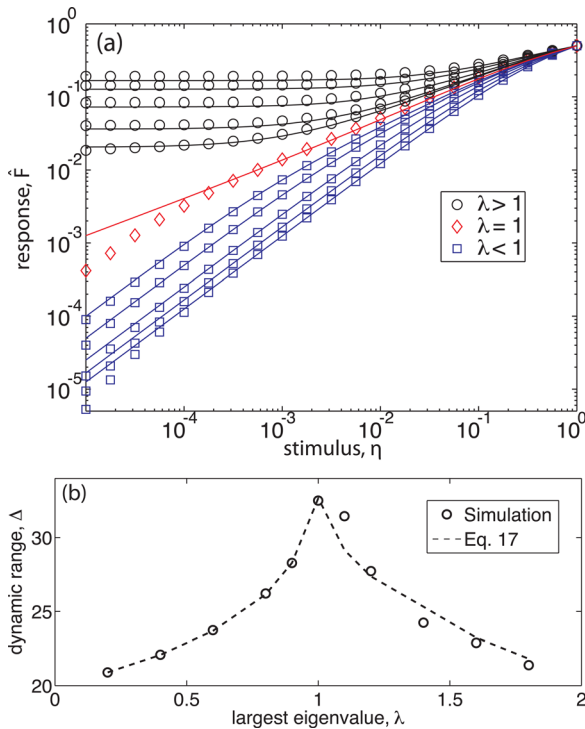 (a)
10^0
10^-1
10^-2
10^-3
10^-4
10^-5
response, F̂
λ > 1
λ = 1
λ < 1
10^-4
10^-3
10^-2
10^-1
10^0
stimulus, η
(b)
30
25
20
dynamic range, Δ
Simulation
Eq. 17
0
0.5
1
1.5
2
largest eigenvalue, λ